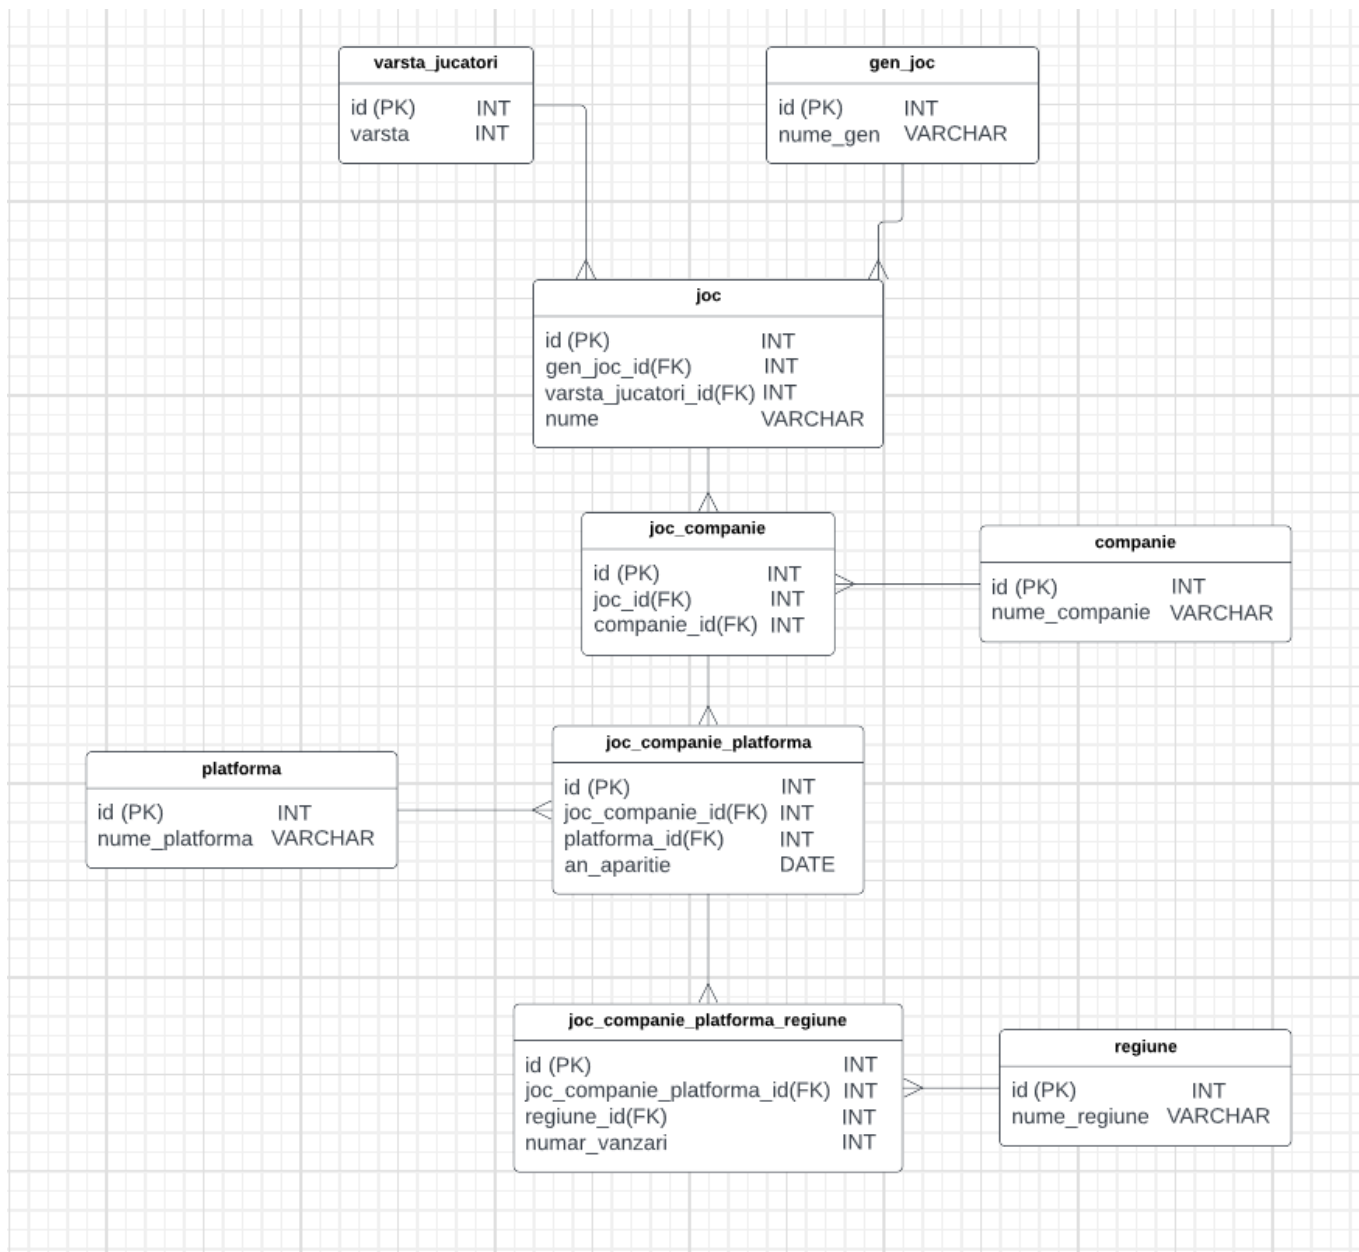 varsta_jucatori
id (PK) INT
varsta INT
gen_joc
id (PK) INT
nume_gen VARCHAR
joc
id (PK) INT
gen_joc_id(FK) INT
varsta_jucatori_id(FK) INT
nume VARCHAR
joc_companie
id (PK) INT
joc_id(FK) INT
companie_id(FK) INT
companie
id (PK) INT
nume_companie VARCHAR
joc_companie_platforma
id (PK) INT
joc_companie_id(FK) INT
platforma_id(FK) INT
an_aparitie DATE
platforma
id (PK) INT
nume_platforma VARCHAR
joc_companie_platforma_regiune
id (PK) INT
joc_companie_platforma_id(FK) INT
regiune_id(FK) INT
numar_vanzari INT
regiune
id (PK) INT
nume_regiune VARCHAR